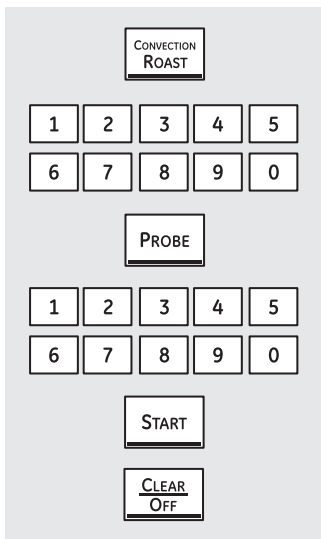 CONVECTION
ROAST
1 2 3 4 5
6 7 8 9 0
PROBE
1 2 3 4 5
6 7 8 9 0
START
CLEAR
OFF